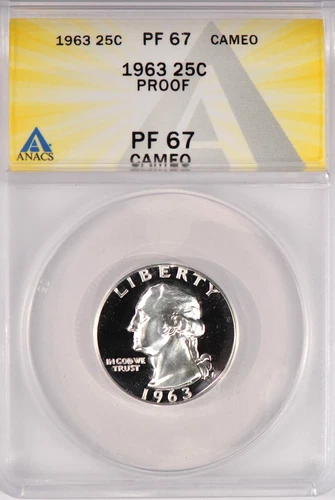 1963 25C PF 67 CAMEO
1963 25C
PROOF
PF 67
CAMEO
ANACS
LIBERTY
IN GOD WE
TRUST
1963